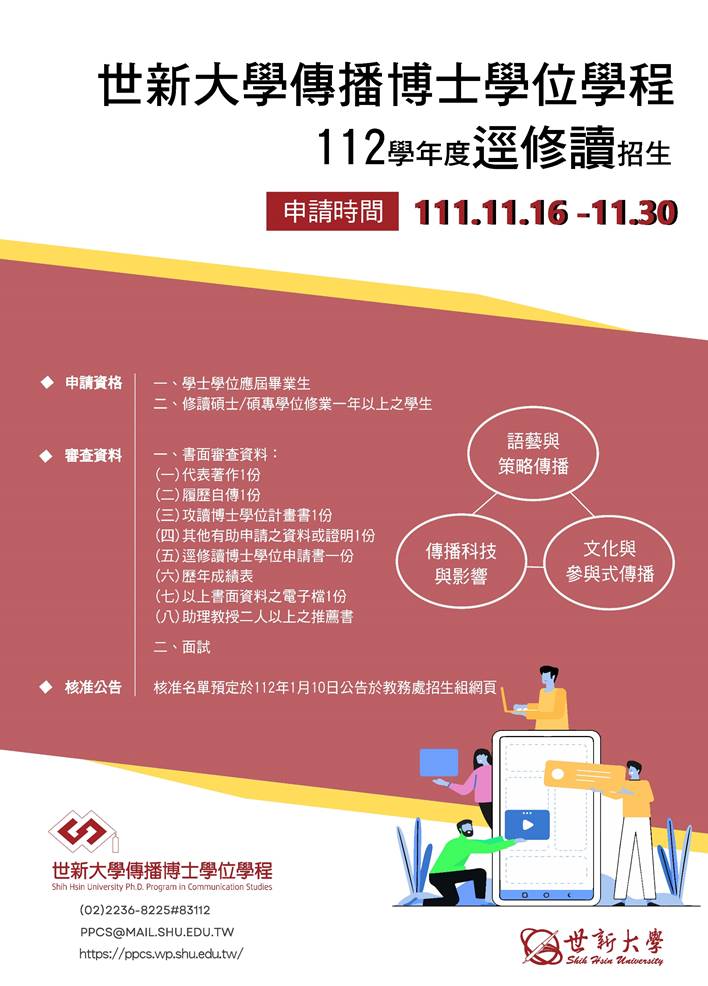 世新大學傳播博士學位學程
112學年度逕修讀招生
申請時間 111.11.16 -11.30
◆ 申請資格
一、學士學位應屆畢業生
二、修讀碩士/碩專學位修業一年以上之學生
◆ 審查資料
一、書面審查資料：
(一)代表著作1份
(二)履歷自傳1份
(三)攻讀博士學位計畫書1份
(四)其他有助申請之資料或證明1份
(五)逕修讀博士學位申請書一份
(六)歷年成績表
(七)以上書面資料之電子檔1份
(八)助理教授二人以上之推薦書
二、面試
◆ 核准公告
核准名單預定於112年1月10日公告於教務處招生組網頁
語藝與
策略傳播
傳播科技
與影響
文化與
參與式傳播
世新大學傳播博士學位學程
Shih Hsin University Ph.D. Program in Communication Studies
(02)2236-8225#83112
PPCS@MAIL.SHU.EDU.TW
https://ppcs.wp.shu.edu.tw/
世新大學
Shih Hsin University